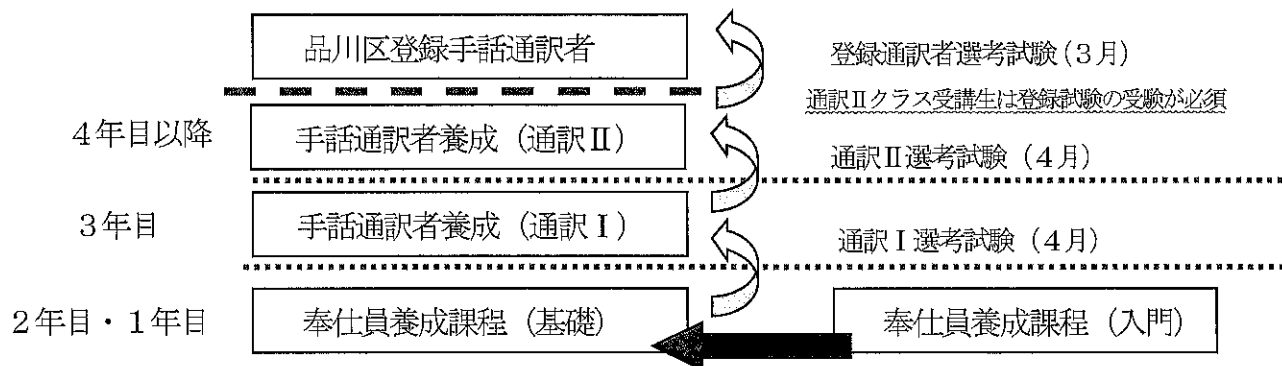 品川区登録手話通訳者
登録通訳者選考試験(3月)
通訳Ⅱクラス受講生は登録試験の受験が必須
4年目以降
手話通訳者養成(通訳Ⅱ)
通訳Ⅱ選考試験(4月)
3年目
手話通訳者養成(通訳Ⅰ)
通訳Ⅰ選考試験(4月)
2年目・1年目
奉仕員養成課程(基礎)
奉仕員養成課程(入門)